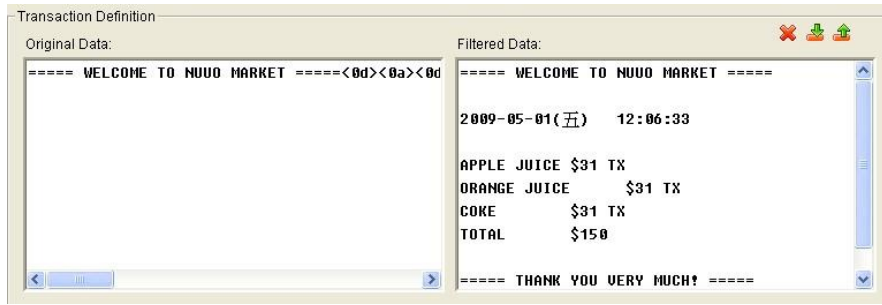 Transaction Definition
Original Data:
===== WELCOME TO NUUO MARKET =====<0d><0a><0d
Filtered Data:
===== WELCOME TO NUUO MARKET =====
2009-05-01(五) 12:06:33
APPLE JUICE $31 TX
ORANGE JUICE $31 TX
COKE $31 TX
TOTAL $150
===== THANK YOU VERY MUCH! =====